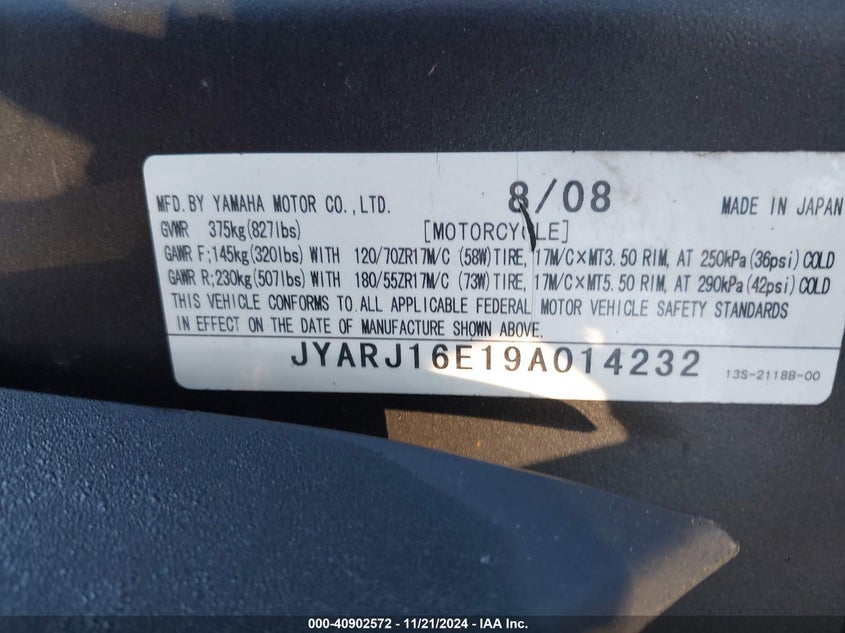 MFD. BY YAMAHA MOTOR CO., LTD. 8/08 MADE IN JAPAN
GVWR 375kg(827lbs) [MOTORCYCLE]
GAWR F;145kg(320lbs) WITH 120/70ZR17M/C (58W)TIRE, 17M/C×MT3.50 RIM, AT 250kPa(36psi)COLD
GAWR R;230kg(507lbs) WITH 180/55ZR17M/C (73W)TIRE, 17M/C×MT5.50 RIM, AT 290kPa(42psi)COLD
THIS VEHICLE CONFORMS TO ALL APPLICABLE FEDERAL MOTOR VEHICLE SAFETY STANDARDS
IN EFFECT ON THE DATE OF MANUFACTURE SHOWN ABOVE.
JYARJ16E19A014232 13S-2118B-00
000-40902572 - 11/21/2024 - IAA Inc.